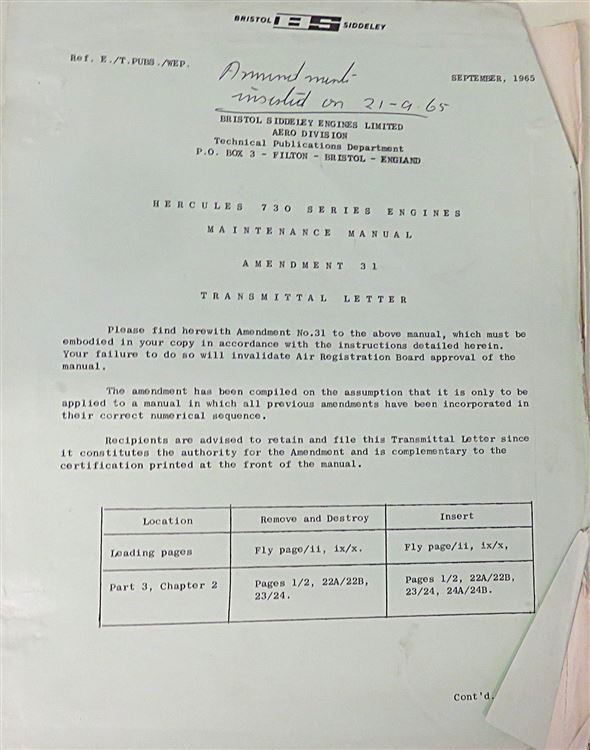 BRISTOL BS SIDDELEY
Ref. E./T.PUBS./WEP.
SEPTEMBER, 1965
Amendment
inserted on 21-9-65
BRISTOL SIDDELEY ENGINES LIMITED
AERO DIVISION
Technical Publications Department
P.O. BOX 3 - FILTON - BRISTOL - ENGLAND
HERCULES 730 SERIES ENGINES
MAINTENANCE MANUAL
AMENDMENT 31
TRANSMITTAL LETTER
Please find herewith Amendment No.31 to the above manual, which must be
embodied in your copy in accordance with the instructions detailed herein.
Your failure to do so will invalidate Air Registration Board approval of the
manual.
The amendment has been compiled on the assumption that it is only to be
applied to a manual in which all previous amendments have been incorporated in
their correct numerical sequence.
Recipients are advised to retain and file this Transmittal Letter since
it constitutes the authority for the Amendment and is complementary to the
certification printed at the front of the manual.
Location Remove and Destroy Insert
Leading pages Fly page/ii, ix/x. Fly page/ii, ix/x,
Part 3, Chapter 2 Pages 1/2, 22A/22B, Pages 1/2, 22A/22B,
23/24. 23/24, 24A/24B.
Cont'd.